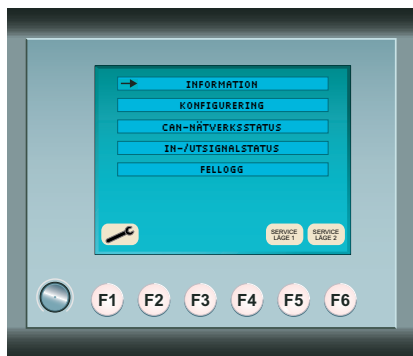 INFORMATION
KONFIGURERING
CAN-NÄTVERKSSTATUS
IN-/UTSIGNALSTATUS
FELLOGG
SERVICE
LÄGE 1
SERVICE
LÄGE 2
F1 F2 F3 F4 F5 F6